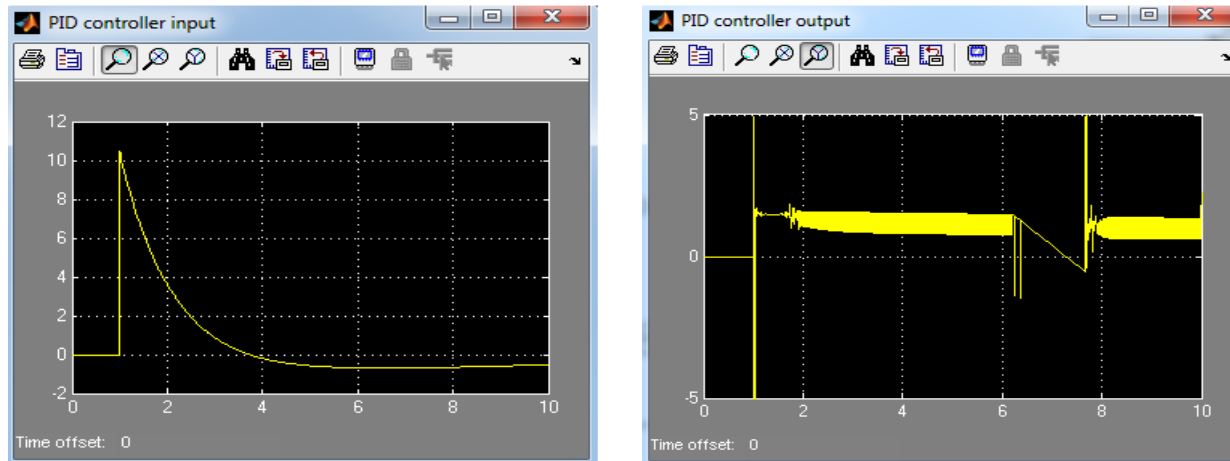 PID controller input
12
10
8
6
4
2
0
-2
0 2 4 6 8 10
Time offset: 0
PID controller output
5
0
-5
0 2 4 6 8 10
Time offset: 0